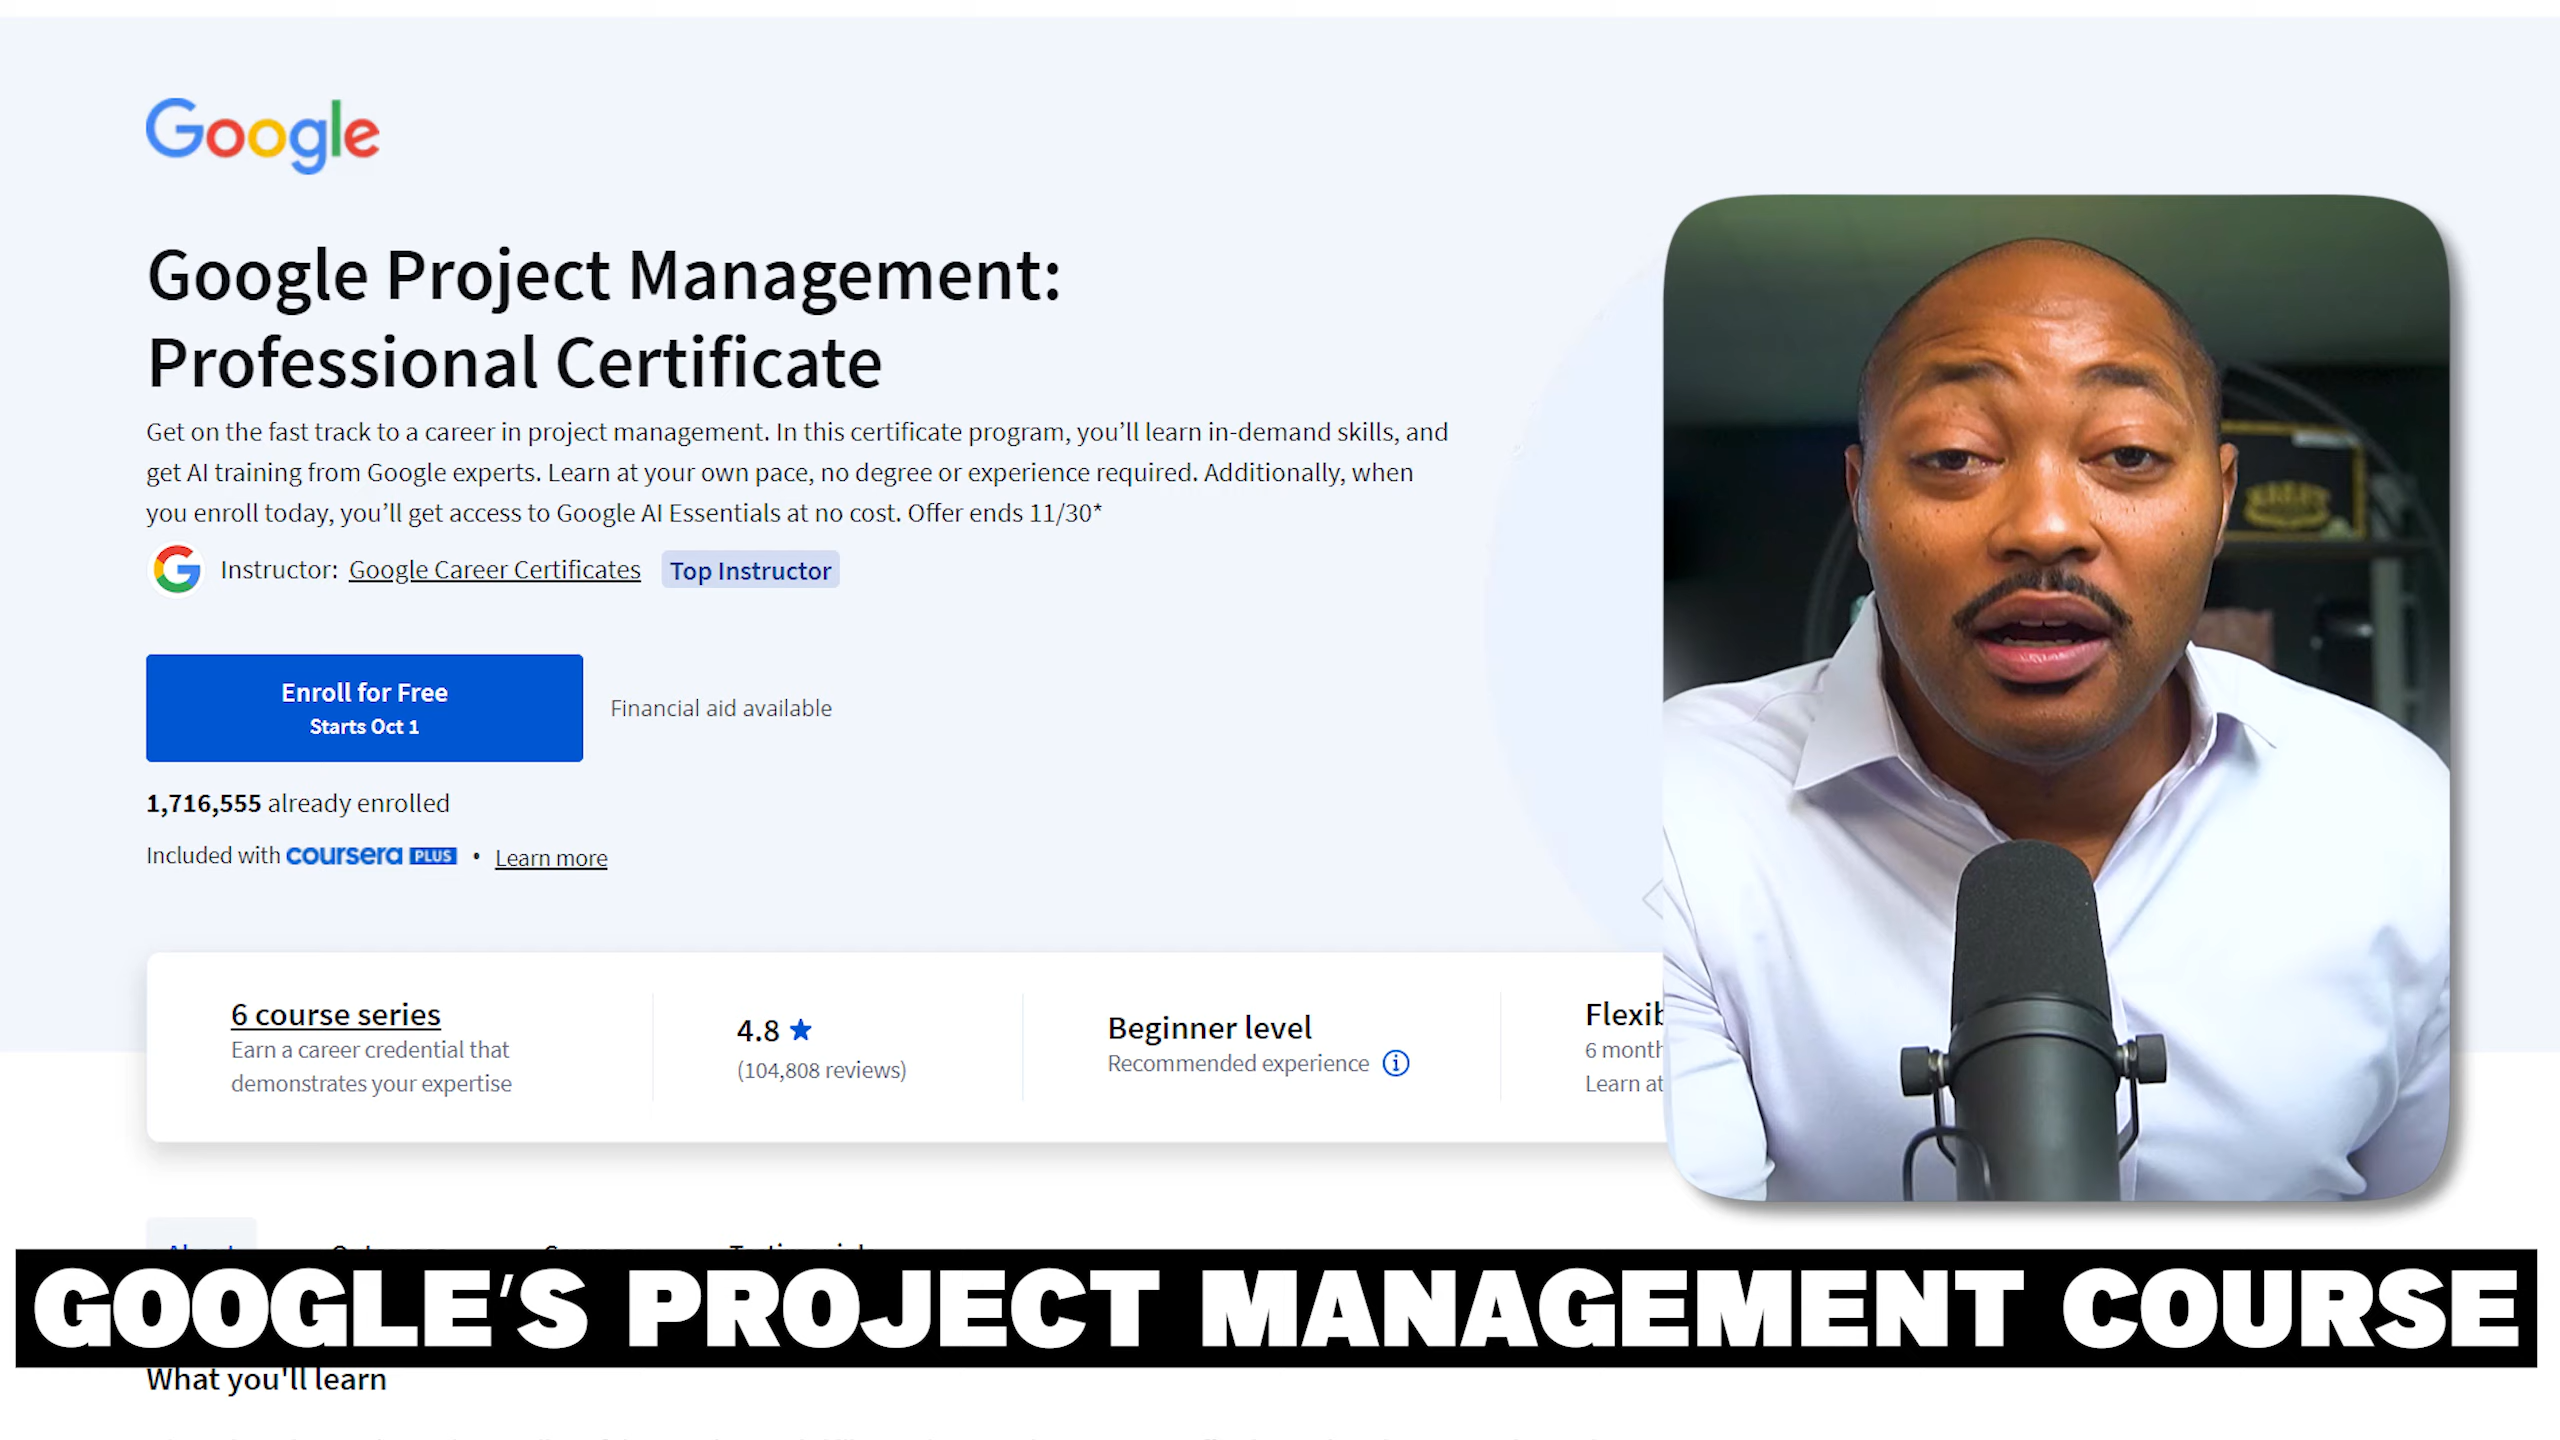 Google
Google Project Management:
Professional Certificate
Get on the fast track to a career in project management. In this certificate program, you’ll learn in-demand skills, and
get AI training from Google experts. Learn at your own pace, no degree or experience required. Additionally, when
you enroll today, you’ll get access to Google AI Essentials at no cost. Offer ends 11/30*
Instructor: Google Career Certificates Top Instructor
Enroll for Free
Starts Oct 1
Financial aid available
1,716,555 already enrolled
Included with coursera PLUS • Learn more
6 course series
Earn a career credential that
demonstrates your expertise
4.8 ★
(104,808 reviews)
Beginner level
Recommended experience
6 month
Learn at
GOOGLE’S PROJECT MANAGEMENT COURSE
What you'll learn